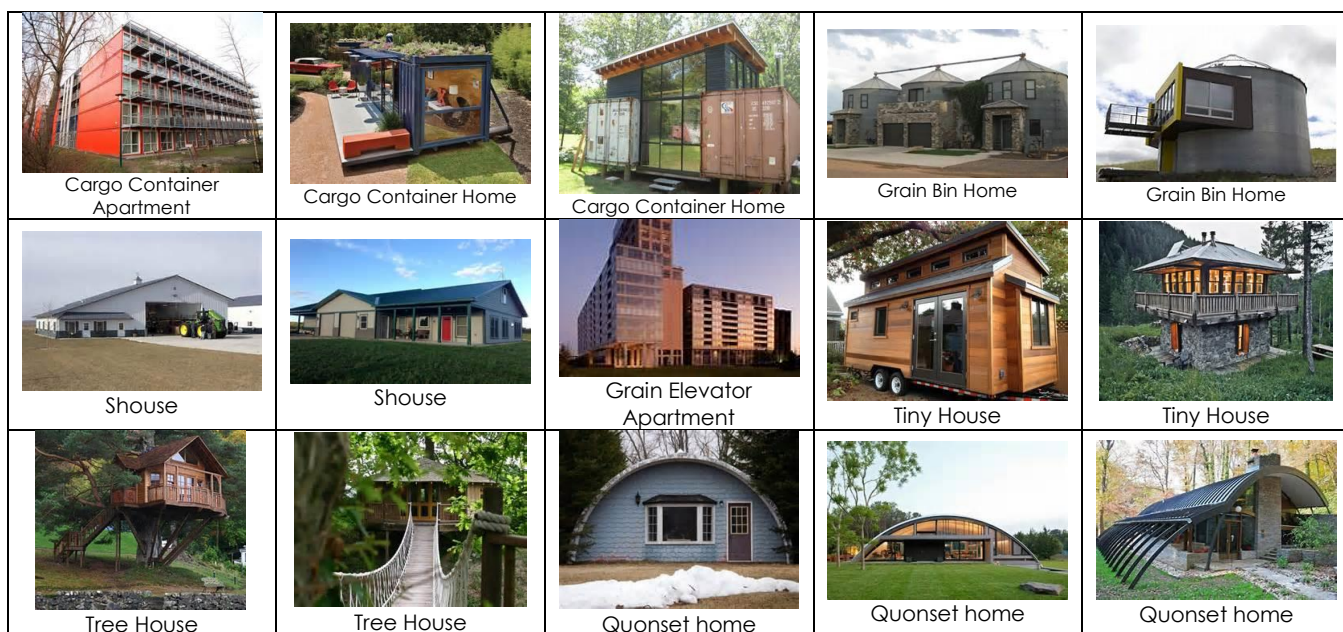 Cargo Container
Apartment
Cargo Container Home
Cargo Container Home
Grain Bin Home
Grain Bin Home
Shouse
Shouse
Grain Elevator
Apartment
Tiny House
Tiny House
Tree House
Tree House
Quonset home
Quonset home
Quonset home